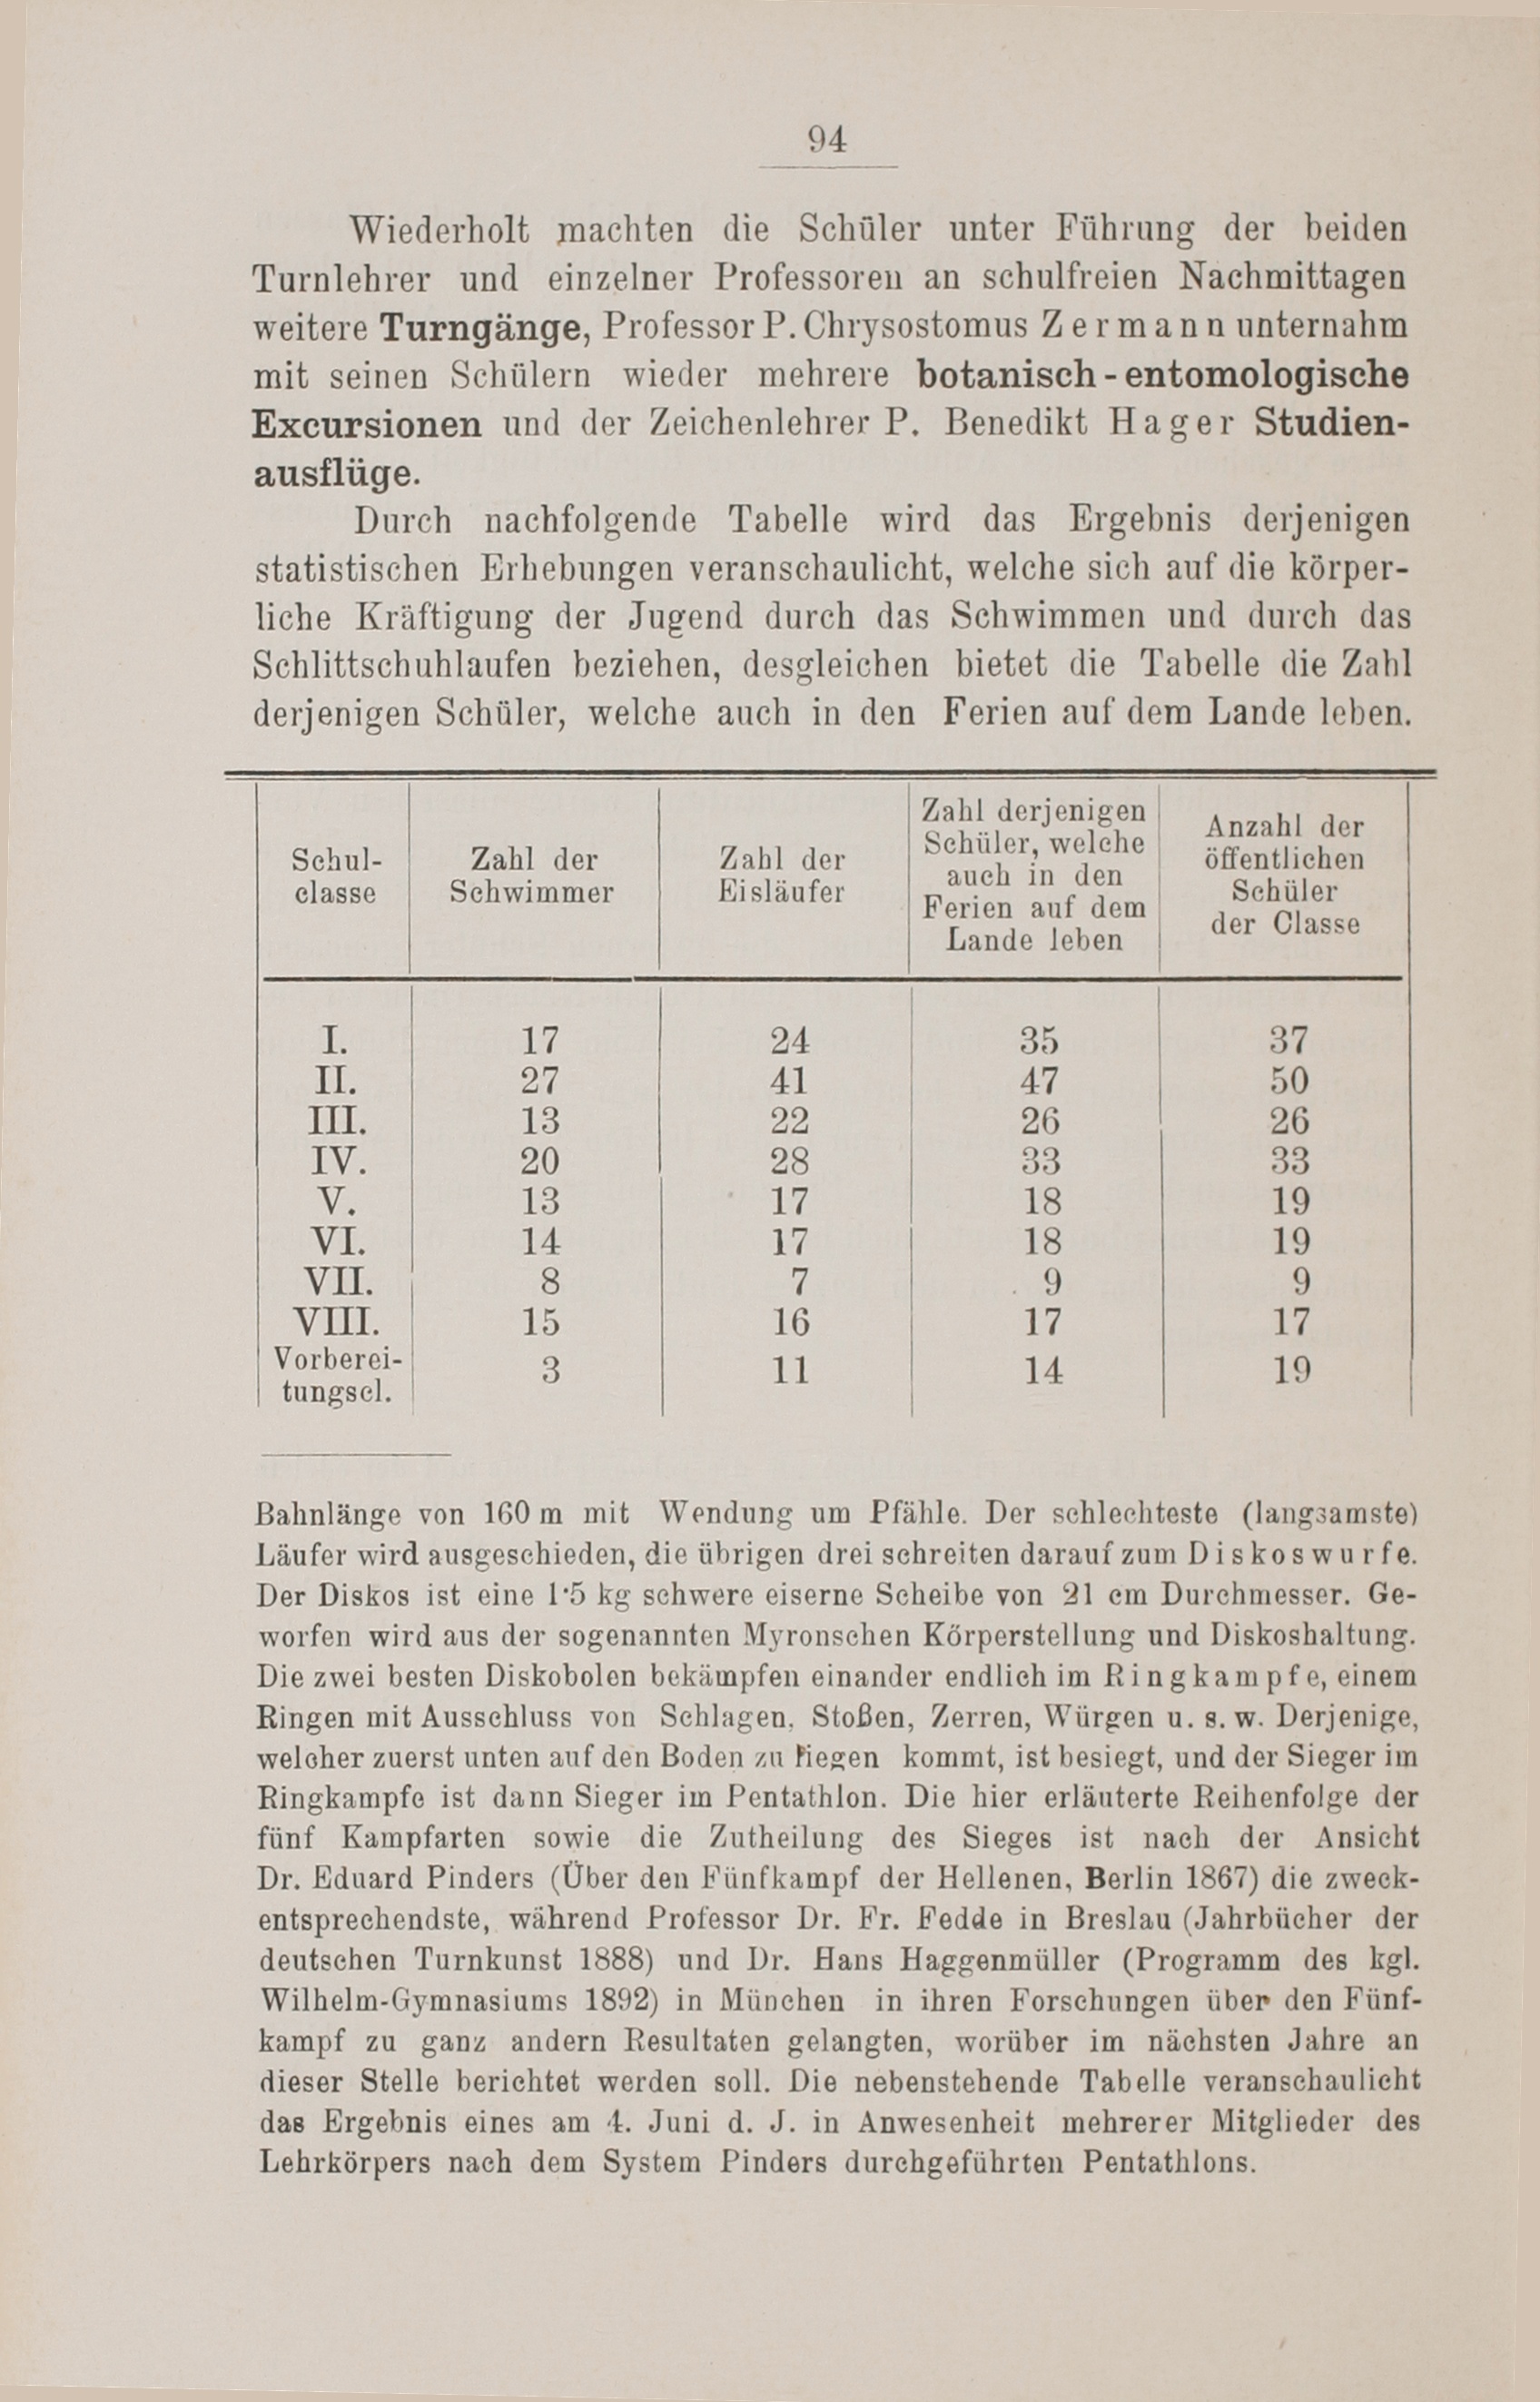 94
Wiederholt machten die Schüler unter Führung der beiden
Turnlehrer und einzelner Professoren an schulfreien Nachmittagen
weitere Turngänge, Professor P. Chrysostomus Zermann unternahm
mit seinen Schülern wieder mehrere botanisch-entomologische
Excursionen und der Zeichenlehrer P. Benedikt Hager Studien-
ausflüge.
Durch nachfolgende Tabelle wird das Ergebnis derjenigen
statistischen Erhebungen veranschaulicht, welche sich auf die körper-
liche Kräftigung der Jugend durch das Schwimmen und durch das
Schlittschuhlaufen beziehen, desgleichen bietet die Tabelle die Zahl
derjenigen Schüler, welche auch in den Ferien auf dem Lande leben.
Schul-
classe
Zahl der
Schwimmer
Zahl der
Eisläufer
Zahl derjenigen
Schüler, welche
auch in den
Ferien auf dem
Lande leben
Anzahl der
öffentlichen
Schüler
der Classe
I. 17 24 35 37
II. 27 41 47 50
III. 13 22 26 26
IV. 20 28 33 33
V. 13 17 18 19
VI. 14 17 18 19
VII. 8 7 9 9
VIII. 15 16 17 17
Vorberei-
tungscl. 3 11 14 19
Bahnlänge von 160 m mit Wendung um Pfähle. Der schlechteste (langsamste)
Läufer wird ausgeschieden, die übrigen drei schreiten darauf zum Diskoswurfe.
Der Diskos ist eine 1·5 kg schwere eiserne Scheibe von 21 cm Durchmesser. Ge-
worfen wird aus der sogenannten Myronschen Körperstellung und Diskoshaltung.
Die zwei besten Diskobolen bekämpfen einander endlich im Ringkampfe, einem
Ringen mit Ausschluss von Schlagen, Stoßen, Zerren, Würgen u. s. w. Derjenige,
welcher zuerst unten auf den Boden zu liegen kommt, ist besiegt, und der Sieger im
Ringkampfe ist dann Sieger im Pentathlon. Die hier erläuterte Reihenfolge der
fünf Kampfarten sowie die Zutheilung des Sieges ist nach der Ansicht
Dr. Eduard Pinders (Über den Fünfkampf der Hellenen, Berlin 1867) die zweck-
entsprechendste, während Professor Dr. Fr. Fedde in Breslau (Jahrbücher der
deutschen Turnkunst 1888) und Dr. Hans Haggenmüller (Programm des kgl.
Wilhelm-Gymnasiums 1892) in München in ihren Forschungen über den Fünf-
kampf zu ganz andern Resultaten gelangten, worüber im nächsten Jahre an
dieser Stelle berichtet werden soll. Die nebenstehende Tabelle veranschaulicht
das Ergebnis eines am 4. Juni d. J. in Anwesenheit mehrerer Mitglieder des
Lehrkörpers nach dem System Pinders durchgeführten Pentathlons.